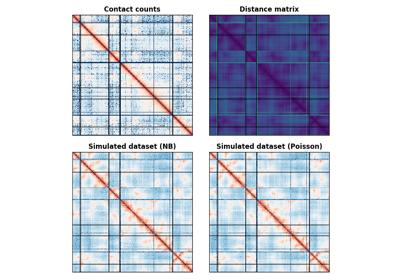 Contact counts
Distance matrix
Simulated dataset (NB)
Simulated dataset (Poisson)